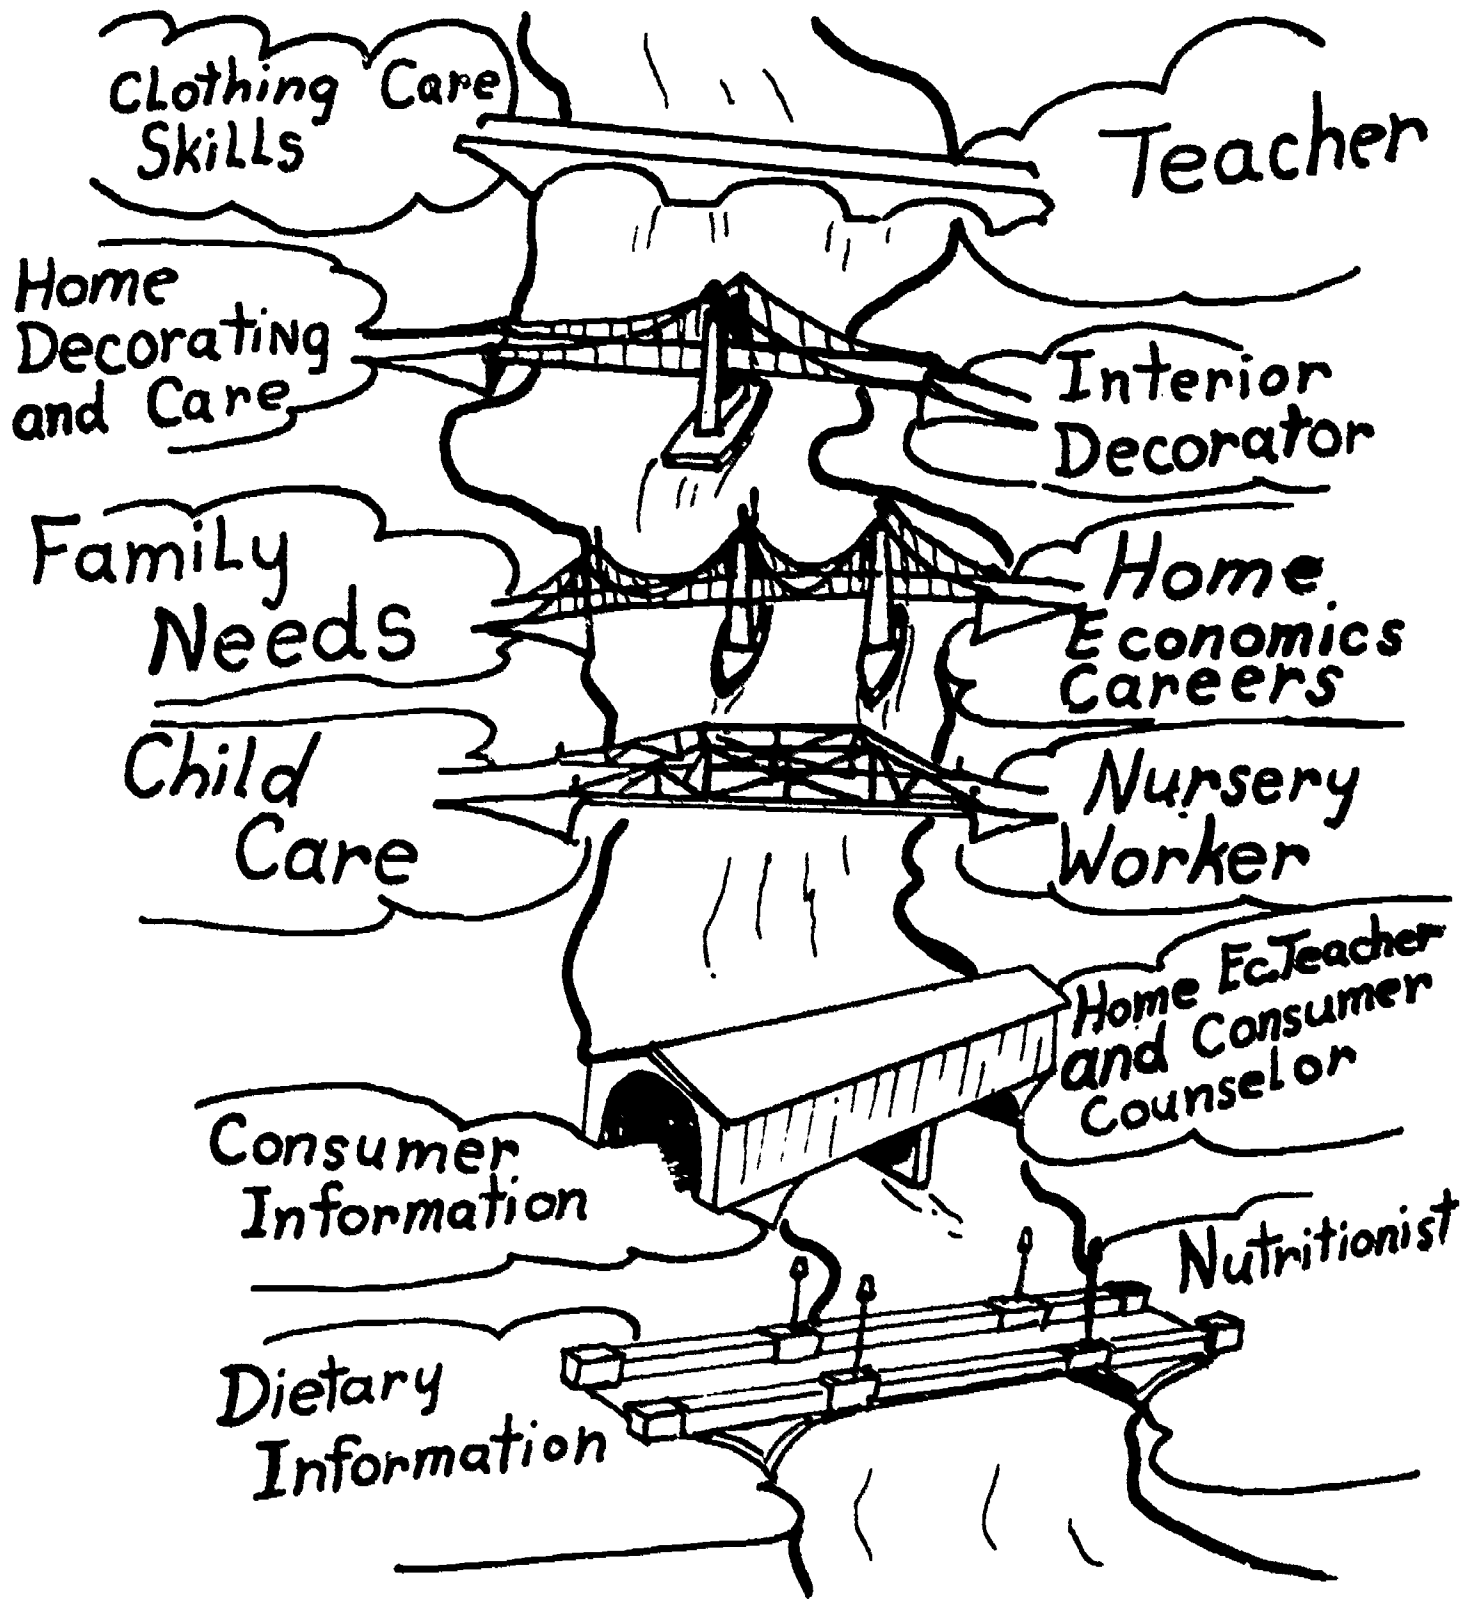 Clothing Care
Skills
Teacher
Home
Decorating
and Care
Interior
Decorator
Family
Needs
Home
Economics
Careers
Child
Care
Nursery
Worker
Home Ec. Teacher
and Consumer
Counselor
Consumer
Information
Nutritionist
Dietary
Information